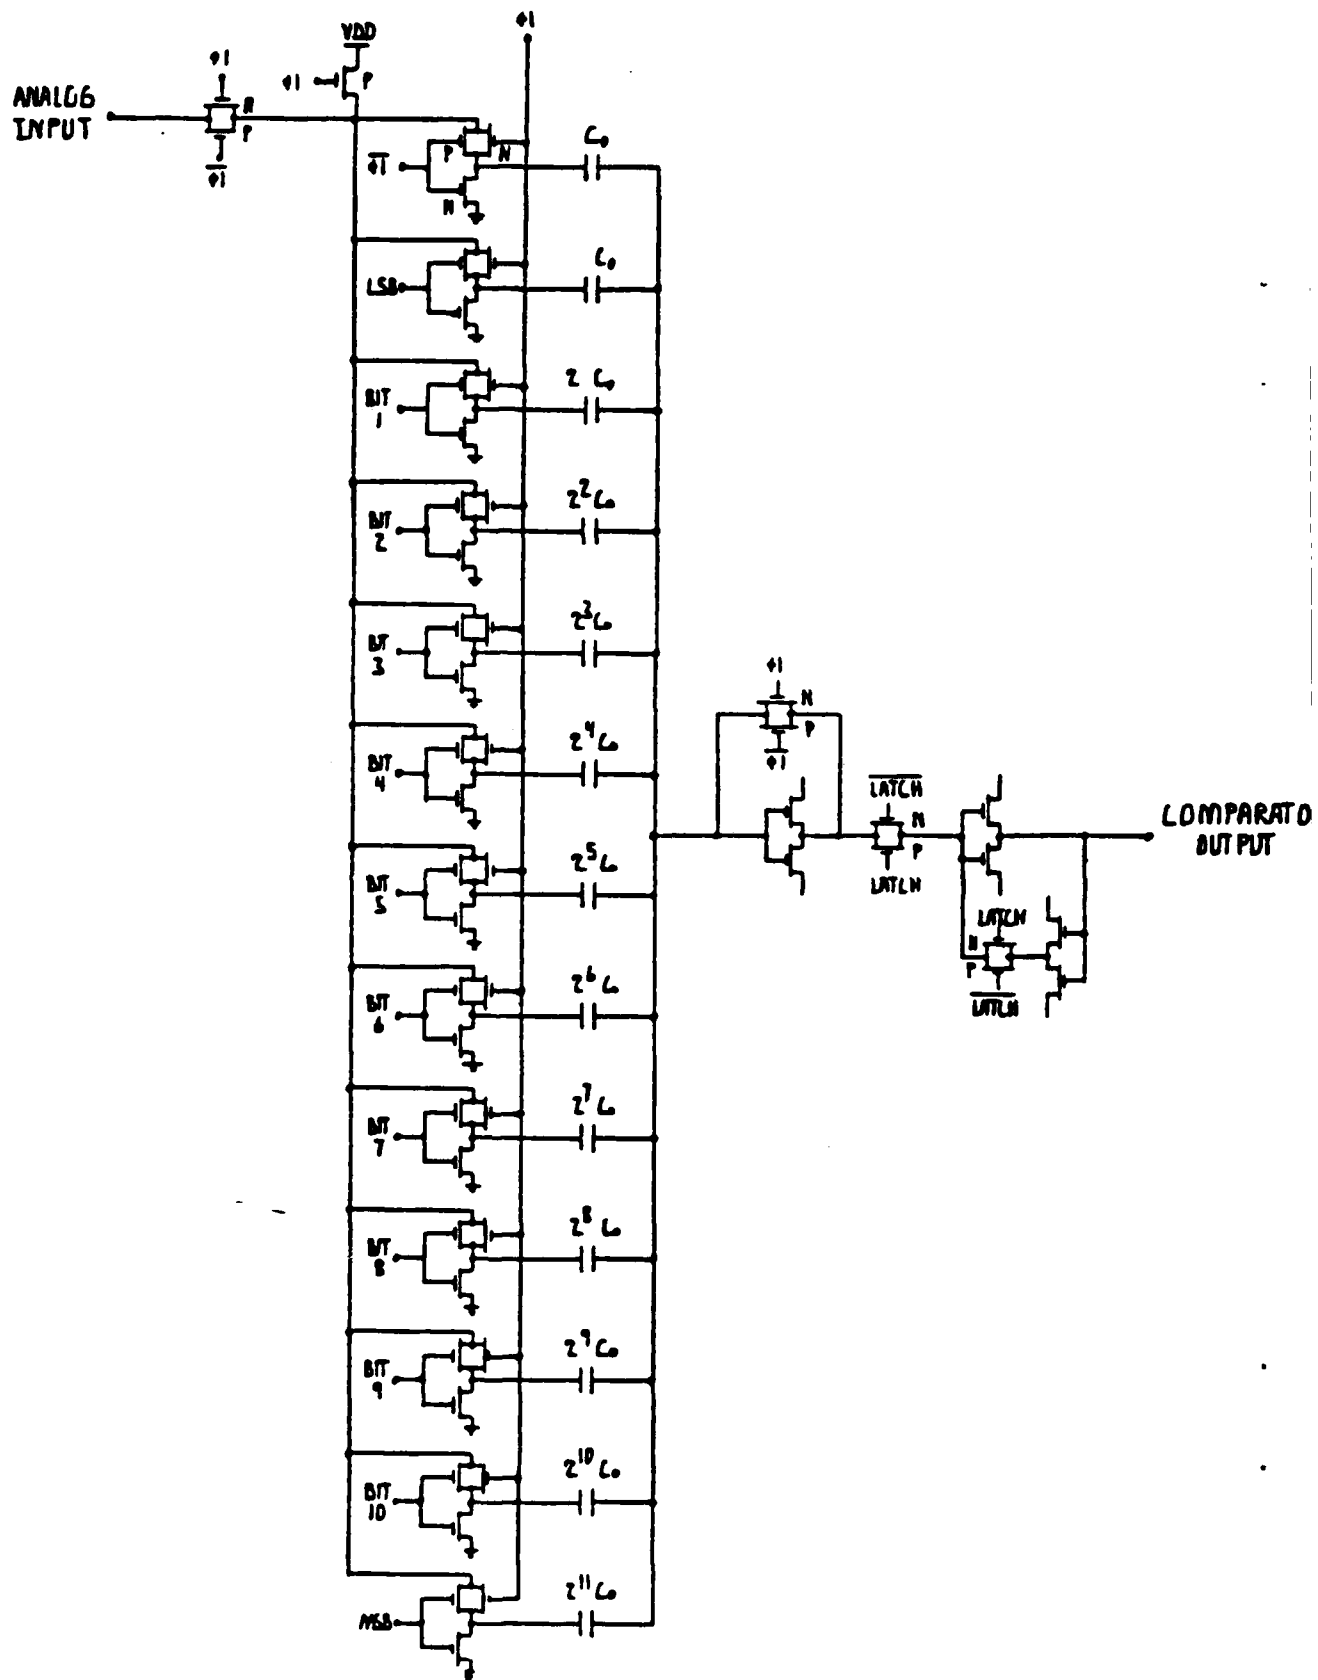 VDD
φ1
φ1
φ1
P
ANALOG
INPUT
N
P
φ1
C₀
P
N
φ1
N
C₀
LSB
2 C₀
BIT
1
2² C₀
BIT
2
2³ C₀
BIT
3
2⁴ C₀
BIT
4
2⁵ C₀
BIT
5
2⁶ C₀
BIT
6
2⁷ C₀
BIT
7
2⁸ C₀
BIT
8
2⁹ C₀
BIT
9
2¹⁰ C₀
BIT
10
2¹¹ C₀
MSB
φ1
N
P
φ1
LATCH
N
P
LATCH
COMPARATO
OUTPUT
LATCH
N
P
LATCH